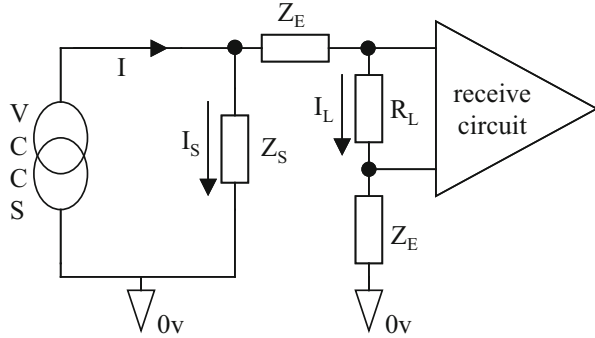 Z_E
I
V
C
C
S
I_S
Z_S
I_L
R_L
receive
circuit
Z_E
0v
0v